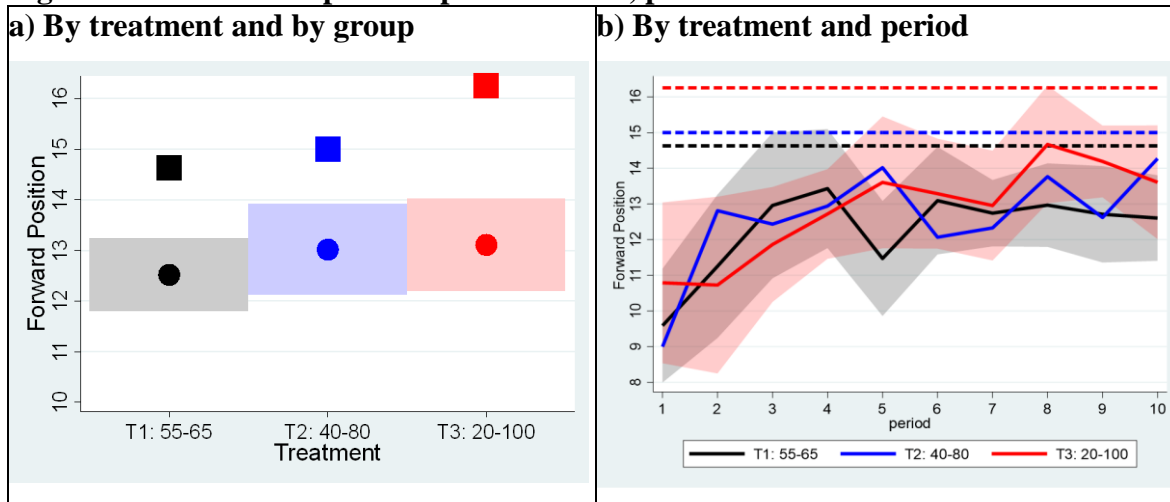 a) By treatment and by group
Forward Position
16
15
14
13
12
11
10
T1: 55-65 T2: 40-80 T3: 20-100
Treatment
b) By treatment and period
Forward Position
16
15
14
13
12
11
10
9
8
1 2 3 4 5 6 7 8 9 10
period
T1: 55-65 T2: 40-80 T3: 20-100